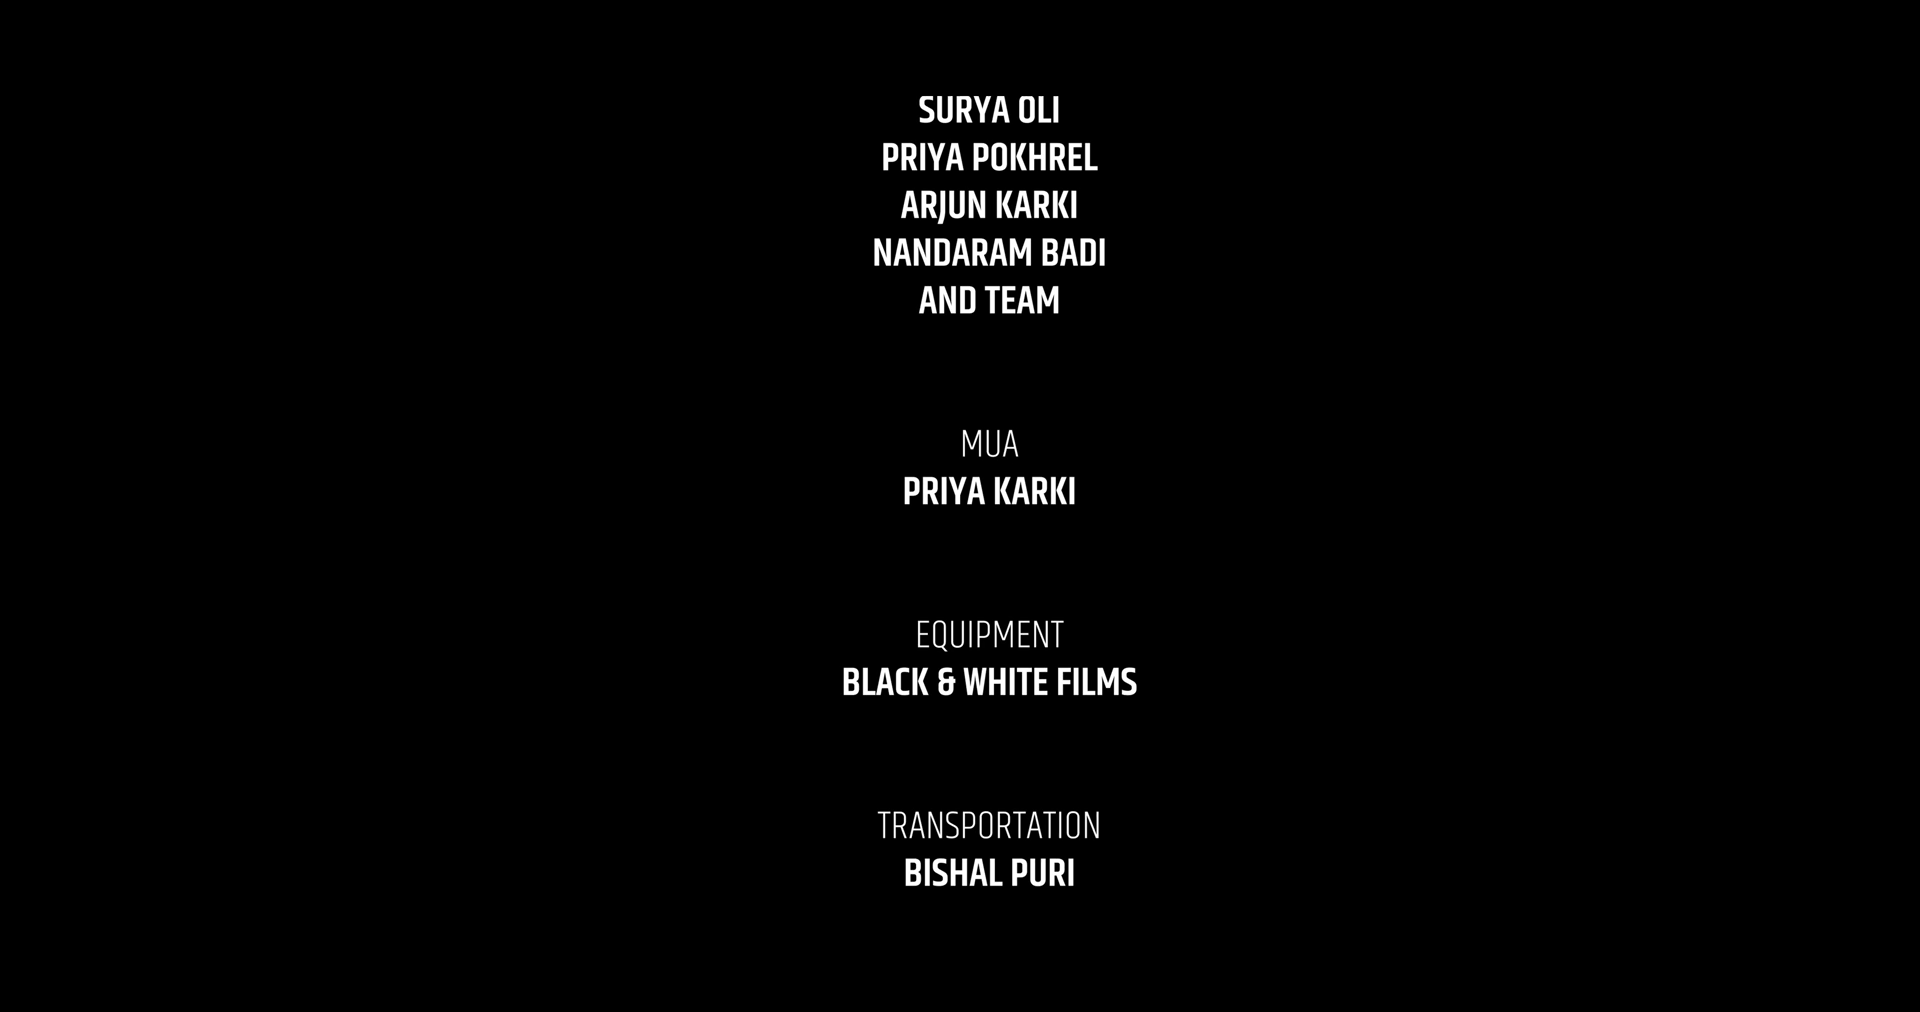 SURYA OLI
PRIYA POKHREL
ARJUN KARKI
NANDARAM BADI
AND TEAM
MUA
PRIYA KARKI
EQUIPMENT
BLACK & WHITE FILMS
TRANSPORTATION
BISHAL PURI